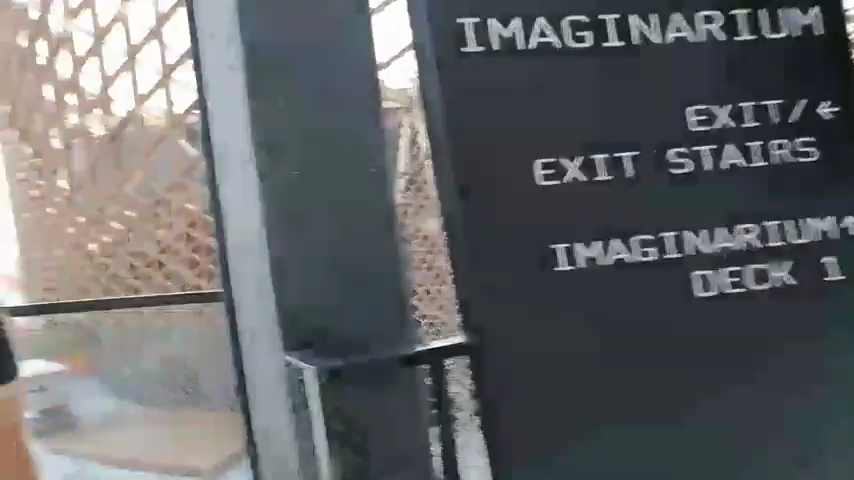 IMAGINARIUM
EXIT/←
EXIT STAIRS
IMAGINARIUM
DECK 1